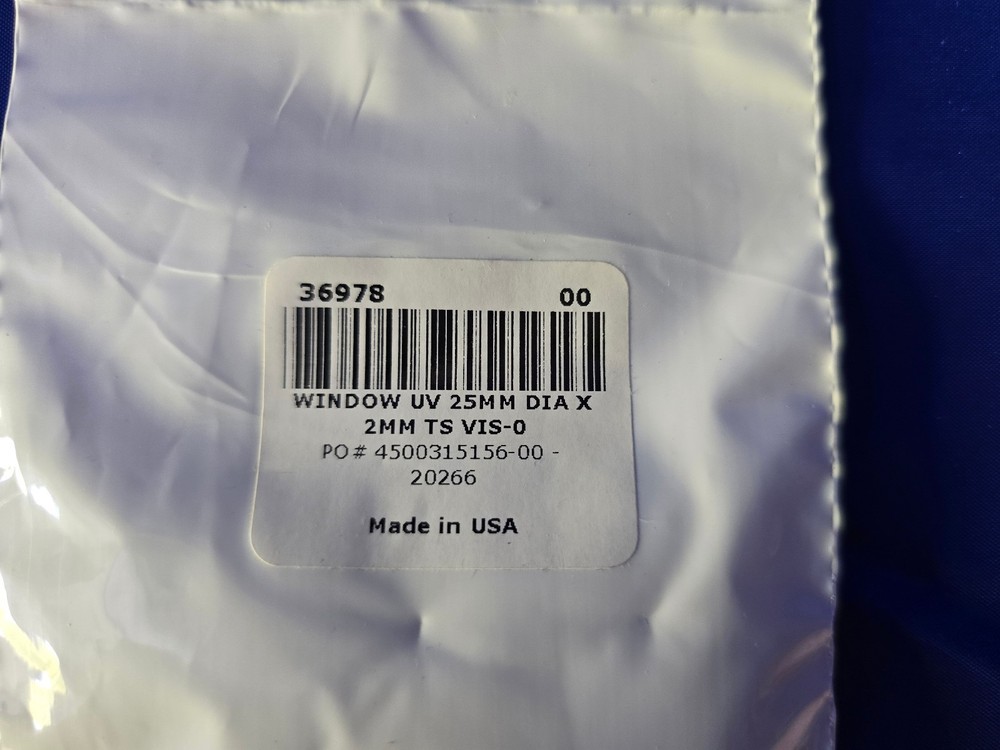 36978 00
WINDOW UV 25MM DIA X
2MM TS VIS-0
PO# 4500315156-00 -
20266
Made in USA